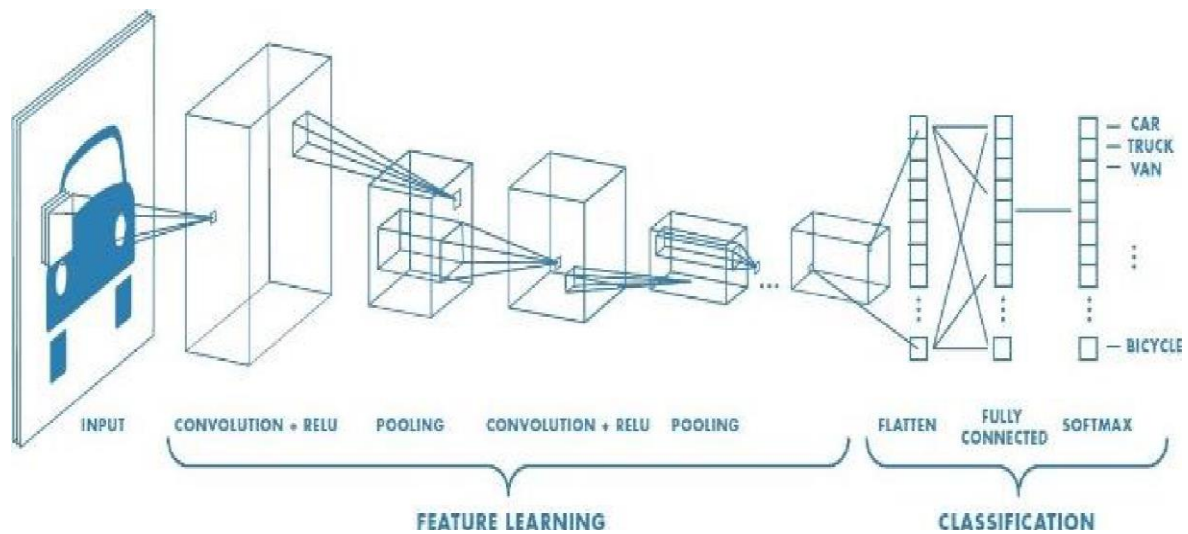 CAR
TRUCK
VAN
BICYCLE
INPUT
CONVOLUTION + RELU
POOLING
CONVOLUTION + RELU
POOLING
FLATTEN
FULLY
CONNECTED
SOFTMAX
FEATURE LEARNING
CLASSIFICATION